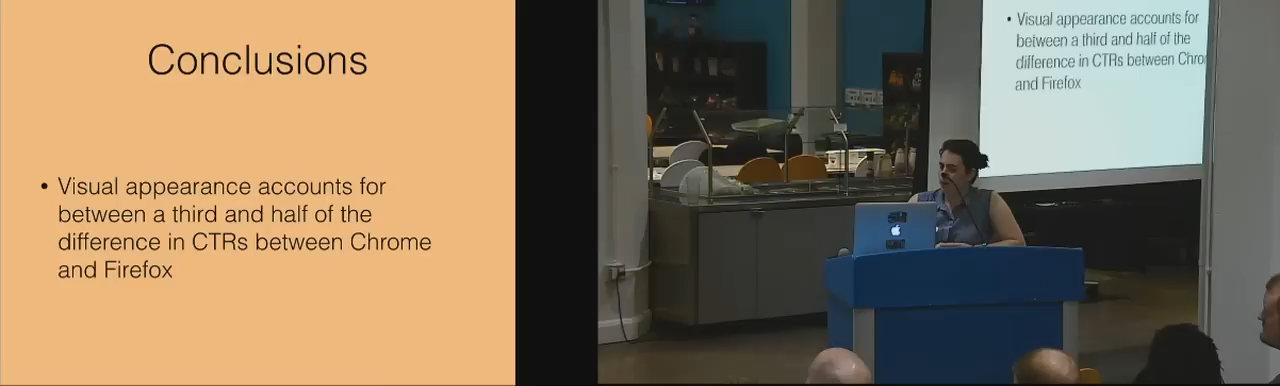 Conclusions
• Visual appearance accounts for
between a third and half of the
difference in CTRs between Chrome
and Firefox
• Visual appearance accounts for
between a third and half of the
difference in CTRs between Chro
and Firefox